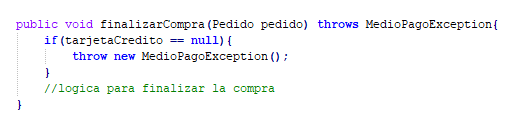 public void finalizarCompra(Pedido pedido) throws MedioPagoException{
if(tarjetaCredito == null){
throw new MedioPagoException();
}
//logica para finalizar la compra
}